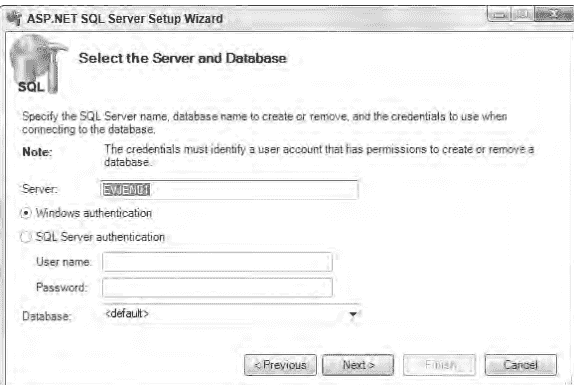 ASP.NET SQL Server Setup Wizard
Select the Server and Database
SQL
Specify the SQL Server name, database name to create or remove, and the credentials to use when
connecting to the database.
Note: The credentials must identify a user account that has permissions to create or remove a
database.
Server: EVJEN01
Windows authentication
SQL Server authentication
User name:
Password:
Database: <default>
< Previous Next > Finish Cancel